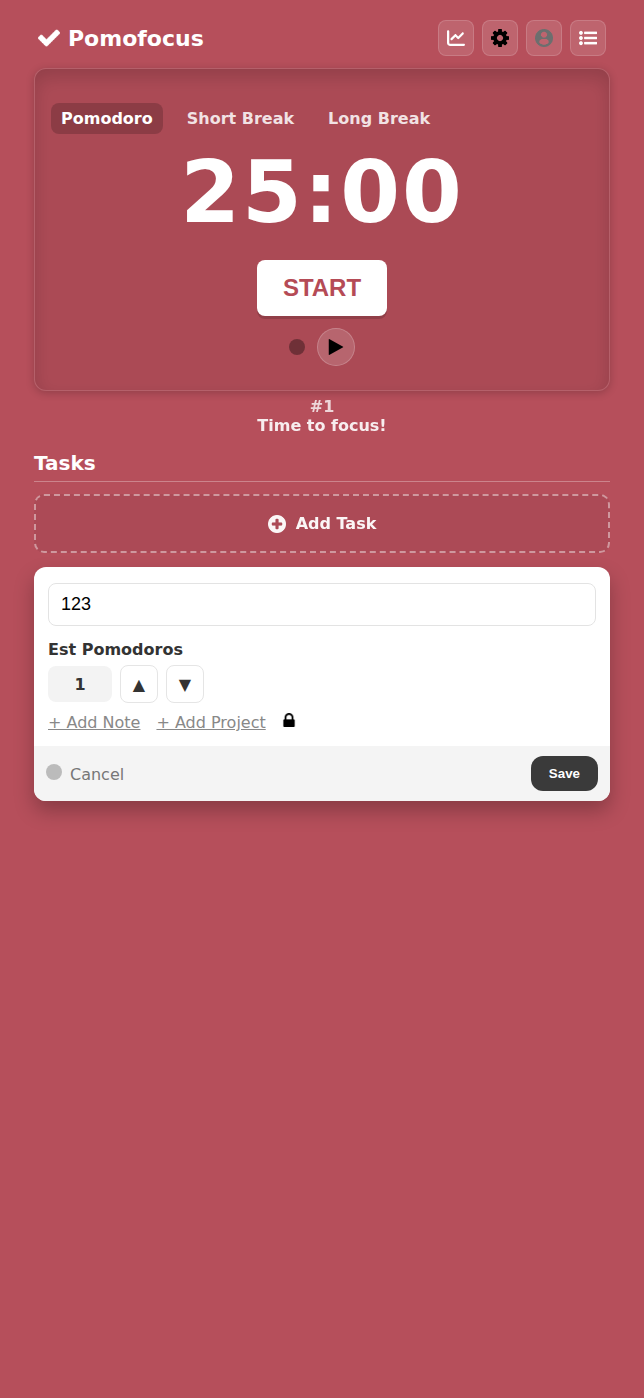 Pomofocus
Pomodoro Short Break Long Break
25:00
START
#1
Time to focus!
Tasks
Add Task
123
Est Pomodoros
1 ▲ ▼
+ Add Note + Add Project
Cancel Save